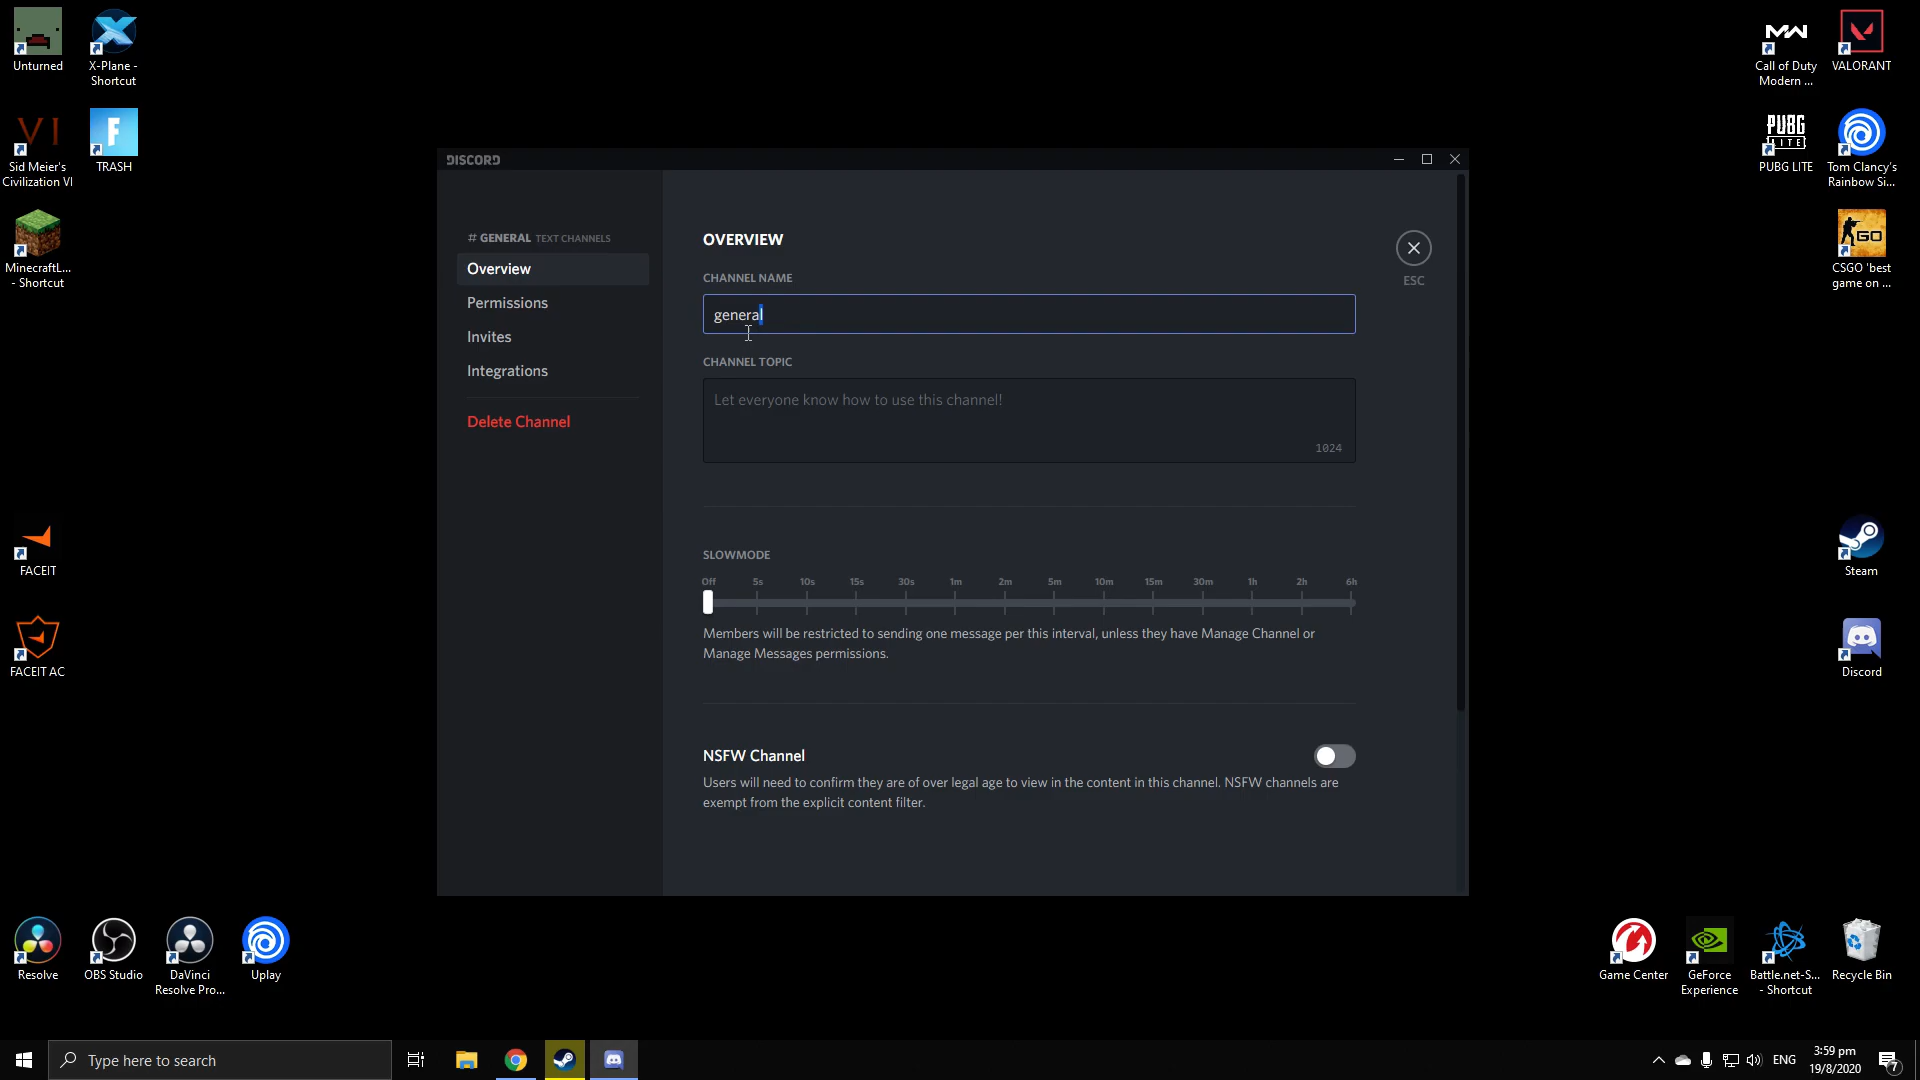 Unturned
X-Plane -
Shortcut
VI
Sid Meier's
Civilization VI
F
TRASH
MinecraftL...
- Shortcut
FACEIT
FACEIT AC
Resolve
OBS Studio
DaVinci
Resolve Pro...
Uplay
DISCORD
# GENERAL TEXT CHANNELS
Overview
Permissions
Invites
Integrations
Delete Channel
OVERVIEW
ESC
CHANNEL NAME
general
CHANNEL TOPIC
Let everyone know how to use this channel!
1024
SLOWMODE
Off 5s 10s 15s 30s 1m 2m 5m 10m 15m 30m 1h 2h 6h
Members will be restricted to sending one message per this interval, unless they have Manage Channel or
Manage Messages permissions.
NSFW Channel
Users will need to confirm they are of over legal age to view in the content in this channel. NSFW channels are
exempt from the explicit content filter.
MW
Call of Duty
Modern ...
VALORANT
PUBG
LITE
PUBG LITE
Tom Clancy's
Rainbow Si...
GO
CSGO 'best
game on ...
Steam
Discord
Game Center
GeForce
Experience
Battle.net-S...
- Shortcut
Recycle Bin
Type here to search
ENG
3:59 pm
19/8/2020
7